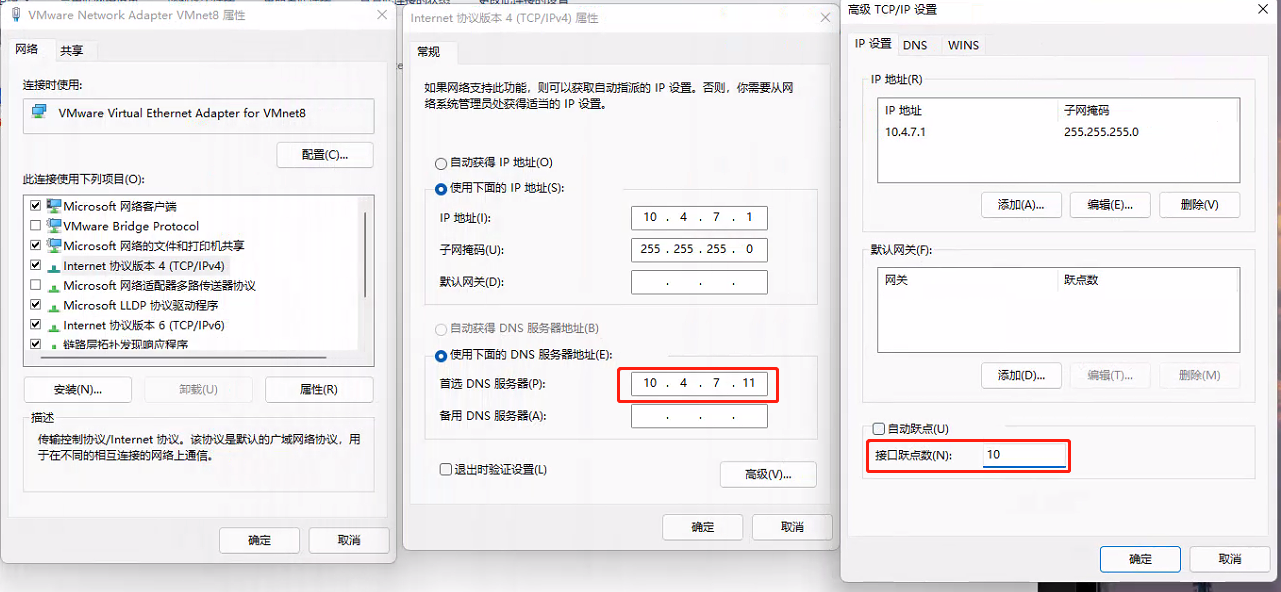 VMware Network Adapter VMnet8 属性
网络
共享
连接时使用:
VMware Virtual Ethernet Adapter for VMnet8
配置(C)...
此连接使用下列项目(O):
Microsoft 网络客户端
VMware Bridge Protocol
Microsoft 网络的文件和打印机共享
Internet 协议版本 4 (TCP/IPv4)
Microsoft 网络适配器多路传送器协议
Microsoft LLDP 协议驱动程序
Internet 协议版本 6 (TCP/IPv6)
链路层拓扑发现响应程序
安装(N)...
卸载(U)
属性(R)
描述
传输控制协议/Internet 协议。该协议是默认的广域网络协议，用
于在不同的相互连接的网络上通信。
确定
取消
Internet 协议版本 4 (TCP/IPv4) 属性
常规
如果网络支持此功能，则可以获取自动指派的 IP 设置。否则，你需要从网
络系统管理员处获得适当的 IP 设置。
自动获得 IP 地址(O)
使用下面的 IP 地址(S):
IP 地址(I):
10 . 4 . 7 . 1
子网掩码(U):
255 . 255 . 255 . 0
默认网关(D):
. . .
自动获得 DNS 服务器地址(B)
使用下面的 DNS 服务器地址(E):
首选 DNS 服务器(P):
10 . 4 . 7 . 11
备用 DNS 服务器(A):
. . .
退出时验证设置(L)
高级(V)...
确定
取消
高级 TCP/IP 设置
IP 设置
DNS
WINS
IP 地址(R)
IP 地址
子网掩码
10.4.7.1
255.255.255.0
添加(A)...
编辑(E)...
删除(V)
默认网关(F):
网关
跃点数
添加(D)...
编辑(T)...
删除(M)
自动跃点(U)
接口跃点数(N):
10
确定
取消